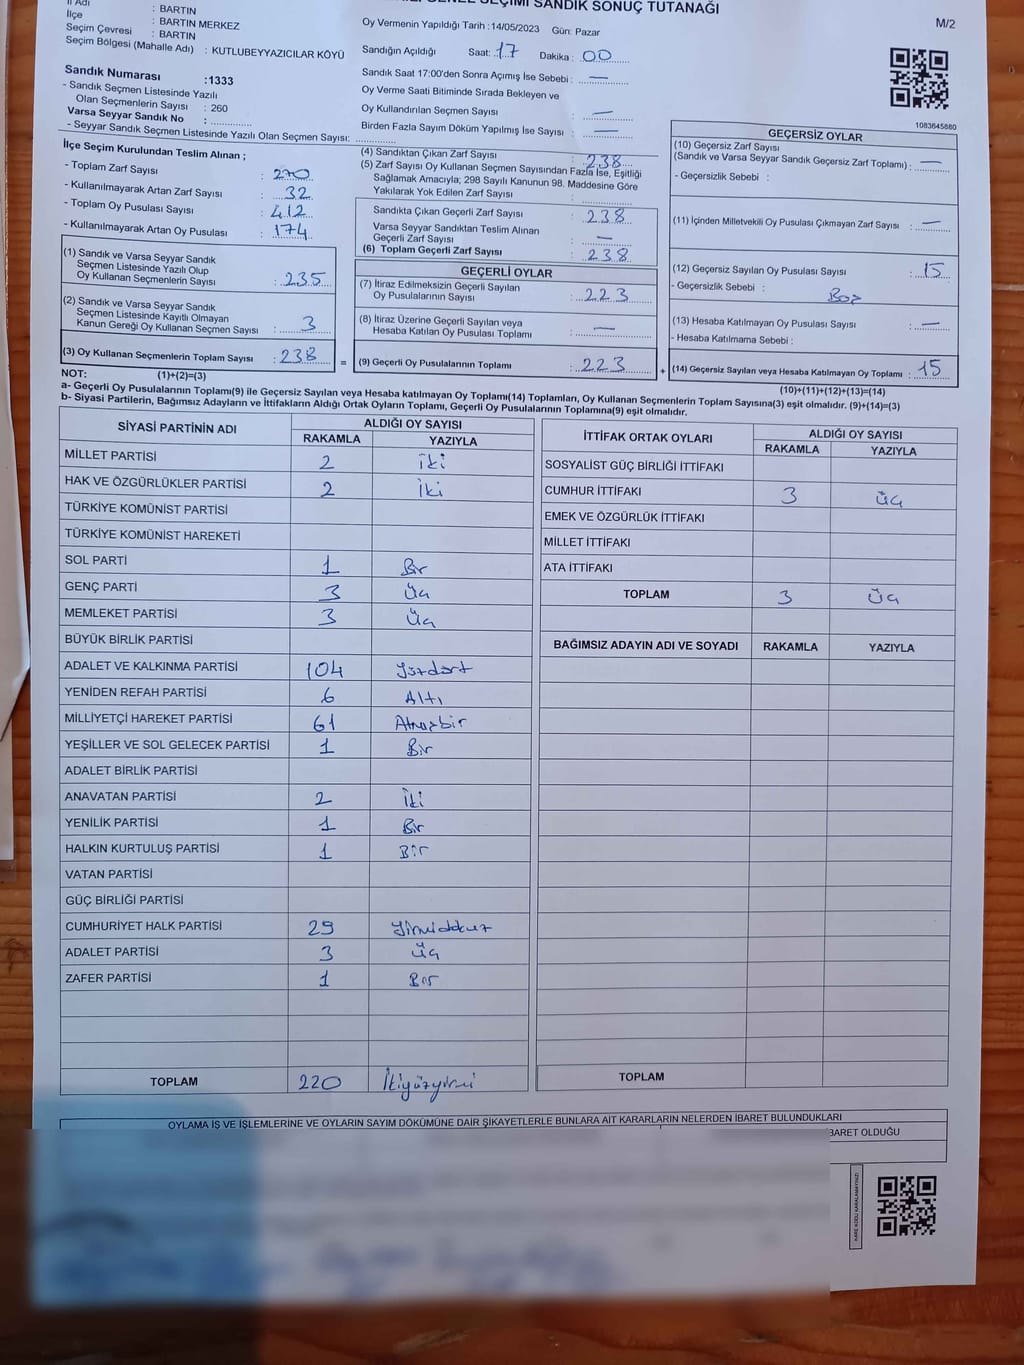 GENEL SEÇİMİ SANDIK SONUÇ TUTANAĞI
M/2
İl Adı : BARTIN
İlçe : BARTIN MERKEZ
Seçim Çevresi : BARTIN
Seçim Bölgesi (Mahalle Adı) : KUTLUBEYYAZICILAR KÖYÜ
Oy Vermenin Yapıldığı Tarih :14/05/2023 Gün: Pazar
Sandığın Açıldığı Saat: 17 Dakika : 00
Sandık Saat 17:00'den Sonra Açımış İse Sebebi : —
Oy Verme Saati Bitiminde Sırada Bekleyen ve
Oy Kullandırılan Seçmen Sayısı : —
Birden Fazla Sayım Döküm Yapılmış İse Sayısı : —
Sandık Numarası :1333
- Sandık Seçmen Listesinde Yazılı
Olan Seçmenlerin Sayısı : 260
Varsa Seyyar Sandık No :
- Seyyar Sandık Seçmen Listesinde Yazılı Olan Seçmen Sayısı:
1083645880
İlçe Seçim Kurulundan Teslim Alınan ;
- Toplam Zarf Sayısı : 270
- Kullanılmayarak Artan Zarf Sayısı : 32
- Toplam Oy Pusulası Sayısı : 412
- Kullanılmayarak Artan Oy Pusulası : 174
(1) Sandık ve Varsa Seyyar Sandık
Seçmen Listesinde Yazılı Olup
Oy Kullanan Seçmenlerin Sayısı : 235
(2) Sandık ve Varsa Seyyar Sandık
Seçmen Listesinde Kayıtlı Olmayan
Kanun Gereği Oy Kullanan Seçmen Sayısı : 3
(3) Oy Kullanan Seçmenlerin Toplam Sayısı : 238 =
(4) Sandıktan Çıkan Zarf Sayısı : 238
(5) Zarf Sayısı Oy Kullanan Seçmen Sayısından Fazla İse, Eşitliği
Sağlamak Amacıyla; 298 Sayılı Kanunun 98. Maddesine Göre
Yakılarak Yok Edilen Zarf Sayısı :
Sandıkta Çıkan Geçerli Zarf Sayısı : 238
Varsa Seyyar Sandıktan Teslim Alınan
Geçerli Zarf Sayısı : —
(6) Toplam Geçerli Zarf Sayısı : 238
GEÇERLİ OYLAR
(7) İtiraz Edilmeksizin Geçerli Sayılan
Oy Pusulalarının Sayısı : 223
(8) İtiraz Üzerine Geçerli Sayılan veya
Hesaba Katılan Oy Pusulası Toplamı : —
(9) Geçerli Oy Pusulalarının Toplamı : 223 +
GEÇERSİZ OYLAR
(10) Geçersiz Zarf Sayısı
(Sandık ve Varsa Seyyar Sandık Geçersiz Zarf Toplamı) : —
- Geçersizlik Sebebi :
(11) İçinden Milletvekili Oy Pusulası Çıkmayan Zarf Sayısı : —
(12) Geçersiz Sayılan Oy Pusulası Sayısı : 15
- Geçersizlik Sebebi :
Boş
(13) Hesaba Katılmayan Oy Pusulası Sayısı : —
- Hesaba Katılmama Sebebi :
(14) Geçersiz Sayılan veya Hesaba Katılmayan Oy Toplamı : 15
NOT: (1)+(2)=(3)
(10)+(11)+(12)+(13)=(14)
a- Geçerli Oy Pusulalarının Toplamı(9) ile Geçersiz Sayılan veya Hesaba katılmayan Oy Toplamı(14) Toplamları, Oy Kullanan Seçmenlerin Toplam Sayısına(3) eşit olmalıdır. (9)+(14)=(3)
b- Siyasi Partilerin, Bağımsız Adayların ve İttifakların Aldığı Ortak Oyların Toplamı, Geçerli Oy Pusulalarının Toplamına(9) eşit olmalıdır.
SİYASİ PARTİNİN ADI ALDIĞI OY SAYISI
RAKAMLA YAZIYLA
MİLLET PARTİSİ 2 İki
HAK VE ÖZGÜRLÜKLER PARTİSİ 2 İki
TÜRKİYE KOMÜNİST PARTİSİ
TÜRKİYE KOMÜNİST HAREKETİ
SOL PARTİ 1 Bir
GENÇ PARTİ 3 Üç
MEMLEKET PARTİSİ 3 Üç
BÜYÜK BİRLİK PARTİSİ
ADALET VE KALKINMA PARTİSİ 104 Yüzdört
YENİDEN REFAH PARTİSİ 6 Altı
MİLLİYETÇİ HAREKET PARTİSİ 61 Atmışbir
YEŞİLLER VE SOL GELECEK PARTİSİ 1 Bir
ADALET BİRLİK PARTİSİ
ANAVATAN PARTİSİ 2 İki
YENİLİK PARTİSİ 1 Bir
HALKIN KURTULUŞ PARTİSİ 1 Bir
VATAN PARTİSİ
GÜÇ BİRLİĞİ PARTİSİ
CUMHURİYET HALK PARTİSİ 29 Yirmidokuz
ADALET PARTİSİ 3 Üç
ZAFER PARTİSİ 1 Bir
TOPLAM 220 İkiyüzyirmi
İTTİFAK ORTAK OYLARI ALDIĞI OY SAYISI
RAKAMLA YAZIYLA
SOSYALİST GÜÇ BİRLİĞİ İTTİFAKI
CUMHUR İTTİFAKI 3 Üç
EMEK VE ÖZGÜRLÜK İTTİFAKI
MİLLET İTTİFAKI
ATA İTTİFAKI
TOPLAM 3 Üç
BAĞIMSIZ ADAYIN ADI VE SOYADI RAKAMLA YAZIYLA
TOPLAM
OYLAMA İŞ VE İŞLEMLERİNE VE OYLARIN SAYIM DÖKÜMÜNE DAİR ŞİKAYETLERLE BUNLARA AİT KARARLARIN NELERDEN İBARET BULUNDUKLARI
BARET OLDUĞU